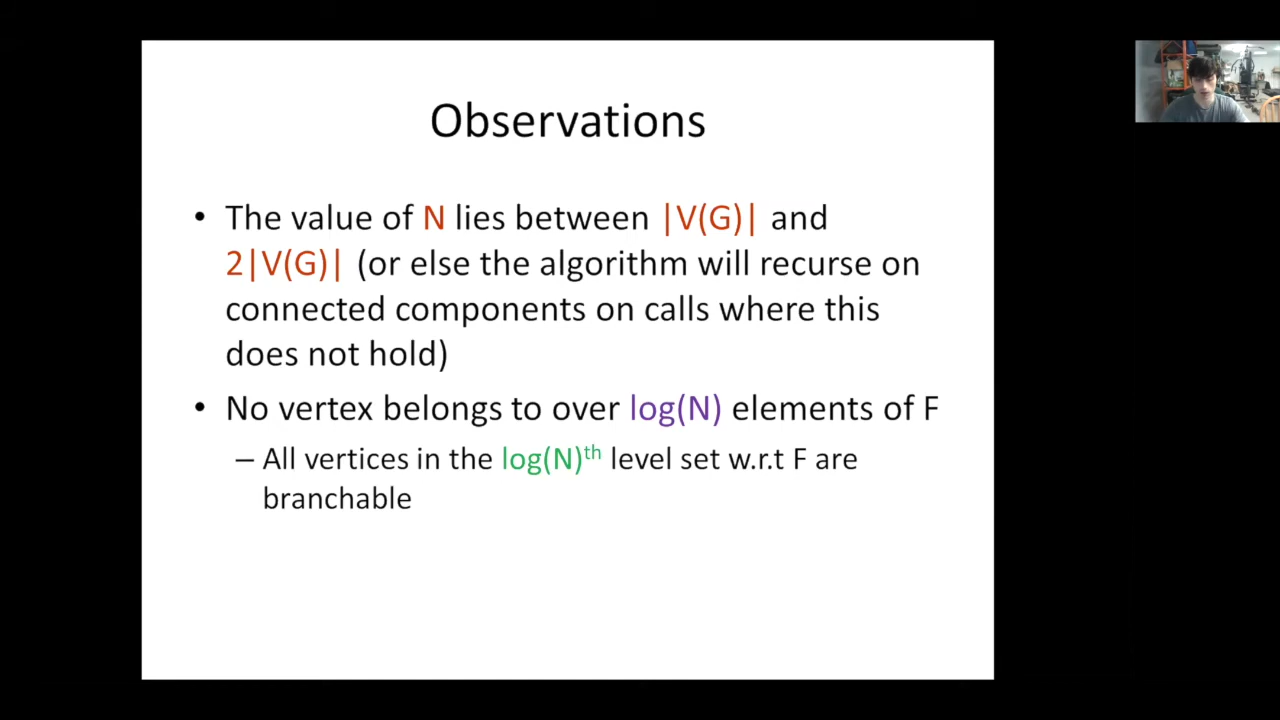 Observations
• The value of N lies between |V(G)| and
2|V(G)| (or else the algorithm will recurse on
connected components on calls where this
does not hold)
• No vertex belongs to over log(N) elements of F
– All vertices in the log(N)th level set w.r.t F are
branchable